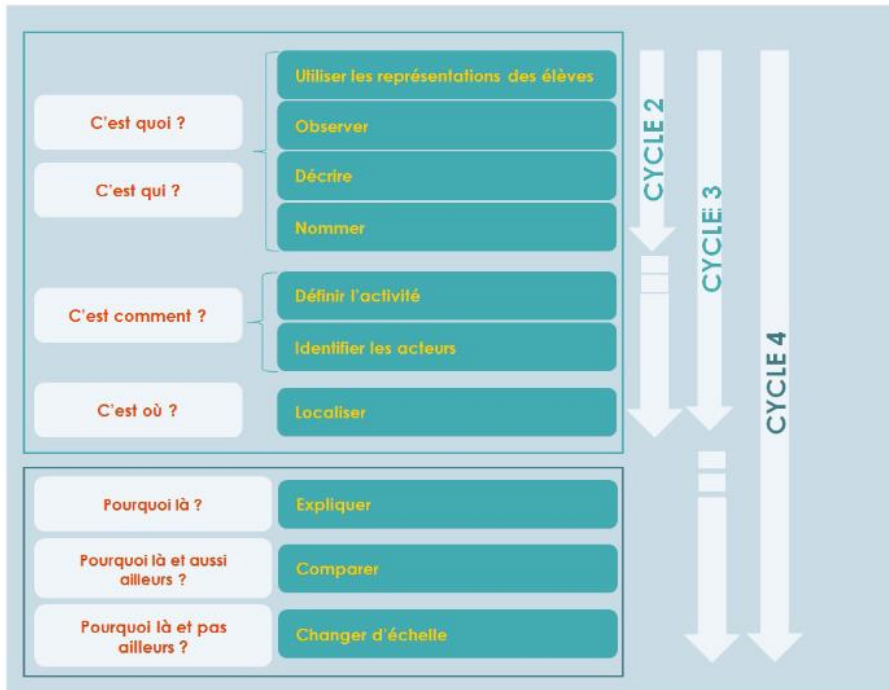 Utiliser les représentations des élèves
C'est quoi ?
Observer
C'est qui ?
Décrire
Nommer
C'est comment ?
Définir l'activité
Identifier les acteurs
C'est où ?
Localiser
Pourquoi là ?
Expliquer
Pourquoi là et aussi
ailleurs ?
Comparer
Pourquoi là et pas
ailleurs ?
Changer d'échelle
CYCLE 2
CYCLE 3
CYCLE 4